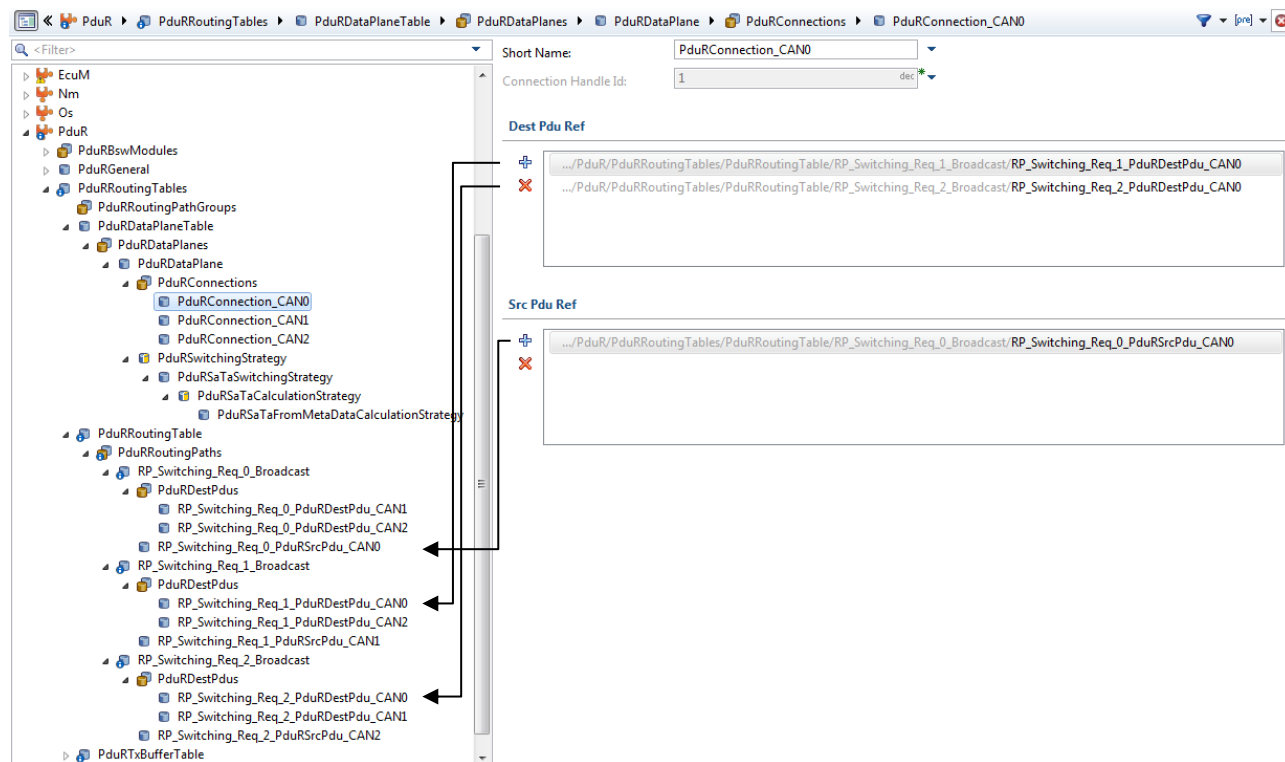 PduR PduRRoutingTables PduRDataPlaneTable PduRDataPlanes PduRDataPlane PduRConnections PduRConnection_CAN0 [pre]
<Filter>
EcuM
Nm
Os
PduR
PduRBswModules
PduRGeneral
PduRRoutingTables
PduRRoutingPathGroups
PduRDataPlaneTable
PduRDataPlanes
PduRDataPlane
PduRConnections
PduRConnection_CAN0
PduRConnection_CAN1
PduRConnection_CAN2
PduRSwitchingStrategy
PduRSaTaSwitchingStrategy
PduRSaTaCalculationStrategy
PduRSaTaFromMetaDataCalculationStrategy
PduRRoutingTable
PduRRoutingPaths
RP_Switching_Req_0_Broadcast
PduRDestPdus
RP_Switching_Req_0_PduRDestPdu_CAN1
RP_Switching_Req_0_PduRDestPdu_CAN2
RP_Switching_Req_0_PduRSrcPdu_CAN0
RP_Switching_Req_1_Broadcast
PduRDestPdus
RP_Switching_Req_1_PduRDestPdu_CAN0
RP_Switching_Req_1_PduRDestPdu_CAN2
RP_Switching_Req_1_PduRSrcPdu_CAN1
RP_Switching_Req_2_Broadcast
PduRDestPdus
RP_Switching_Req_2_PduRDestPdu_CAN0
RP_Switching_Req_2_PduRDestPdu_CAN1
RP_Switching_Req_2_PduRSrcPdu_CAN2
PduRTxBufferTable
Short Name: PduRConnection_CAN0
Connection Handle Id: 1 dec *
Dest Pdu Ref
.../PduR/PduRRoutingTables/PduRRoutingTable/RP_Switching_Req_1_Broadcast/RP_Switching_Req_1_PduRDestPdu_CAN0
.../PduR/PduRRoutingTables/PduRRoutingTable/RP_Switching_Req_2_Broadcast/RP_Switching_Req_2_PduRDestPdu_CAN0
Src Pdu Ref
.../PduR/PduRRoutingTables/PduRRoutingTable/RP_Switching_Req_0_Broadcast/RP_Switching_Req_0_PduRSrcPdu_CAN0